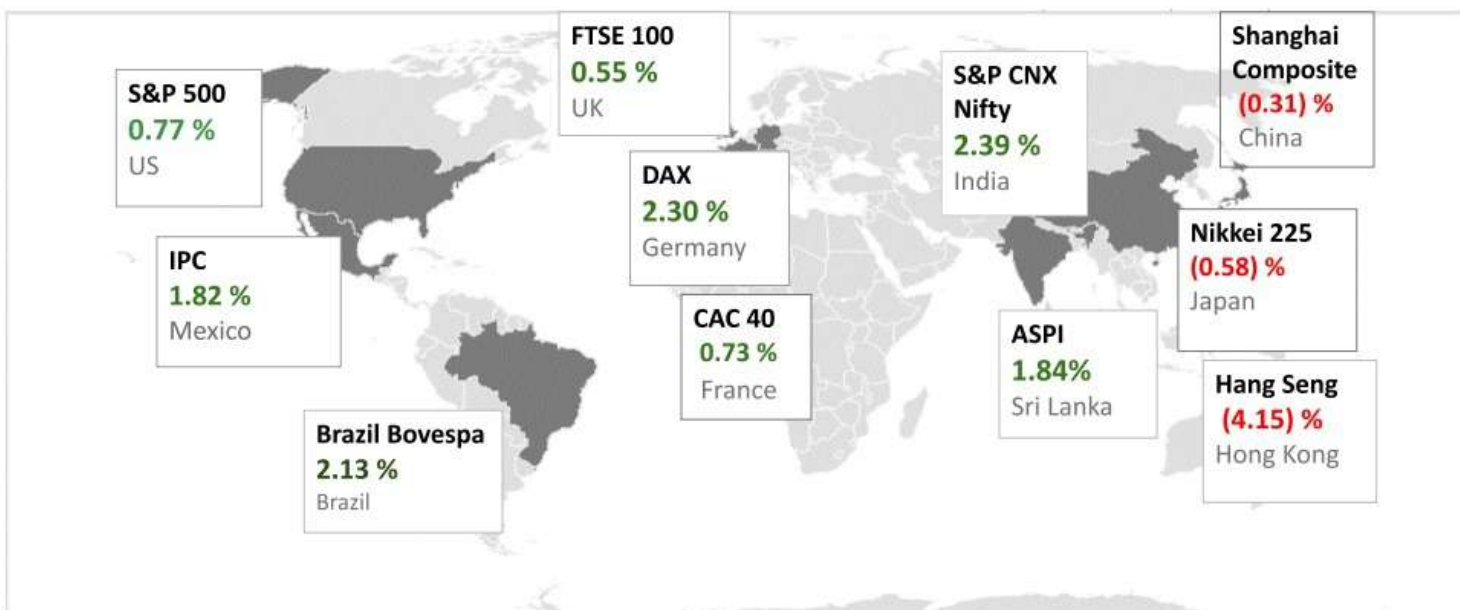 S&P 500
0.77 %
US
FTSE 100
0.55 %
UK
S&P CNX
Nifty
2.39 %
India
Shanghai
Composite
(0.31) %
China
DAX
2.30 %
Germany
IPC
1.82 %
Mexico
Nikkei 225
(0.58) %
Japan
CAC 40
0.73 %
France
ASPI
1.84%
Sri Lanka
Hang Seng
(4.15) %
Hong Kong
Brazil Bovespa
2.13 %
Brazil